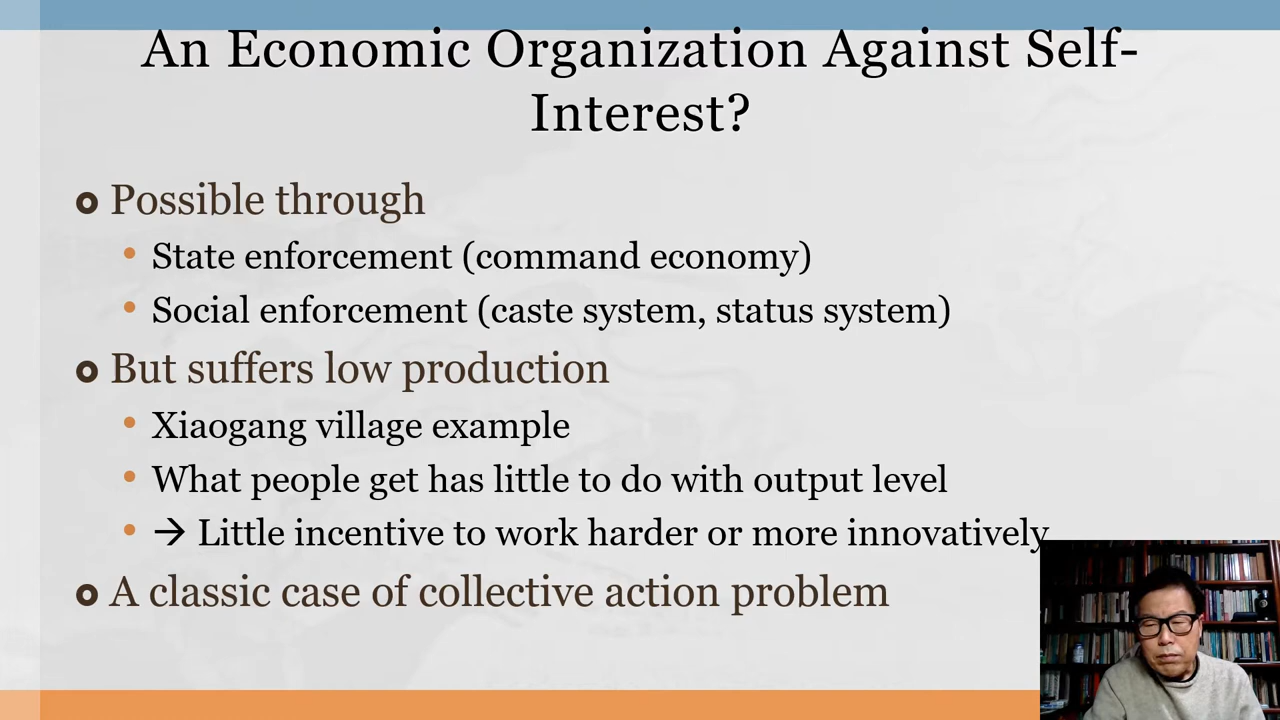 An Economic Organization Against Self-
Interest?
Possible through
State enforcement (command economy)
Social enforcement (caste system, status system)
But suffers low production
Xiaogang village example
What people get has little to do with output level
→ Little incentive to work harder or more innovatively
A classic case of collective action problem